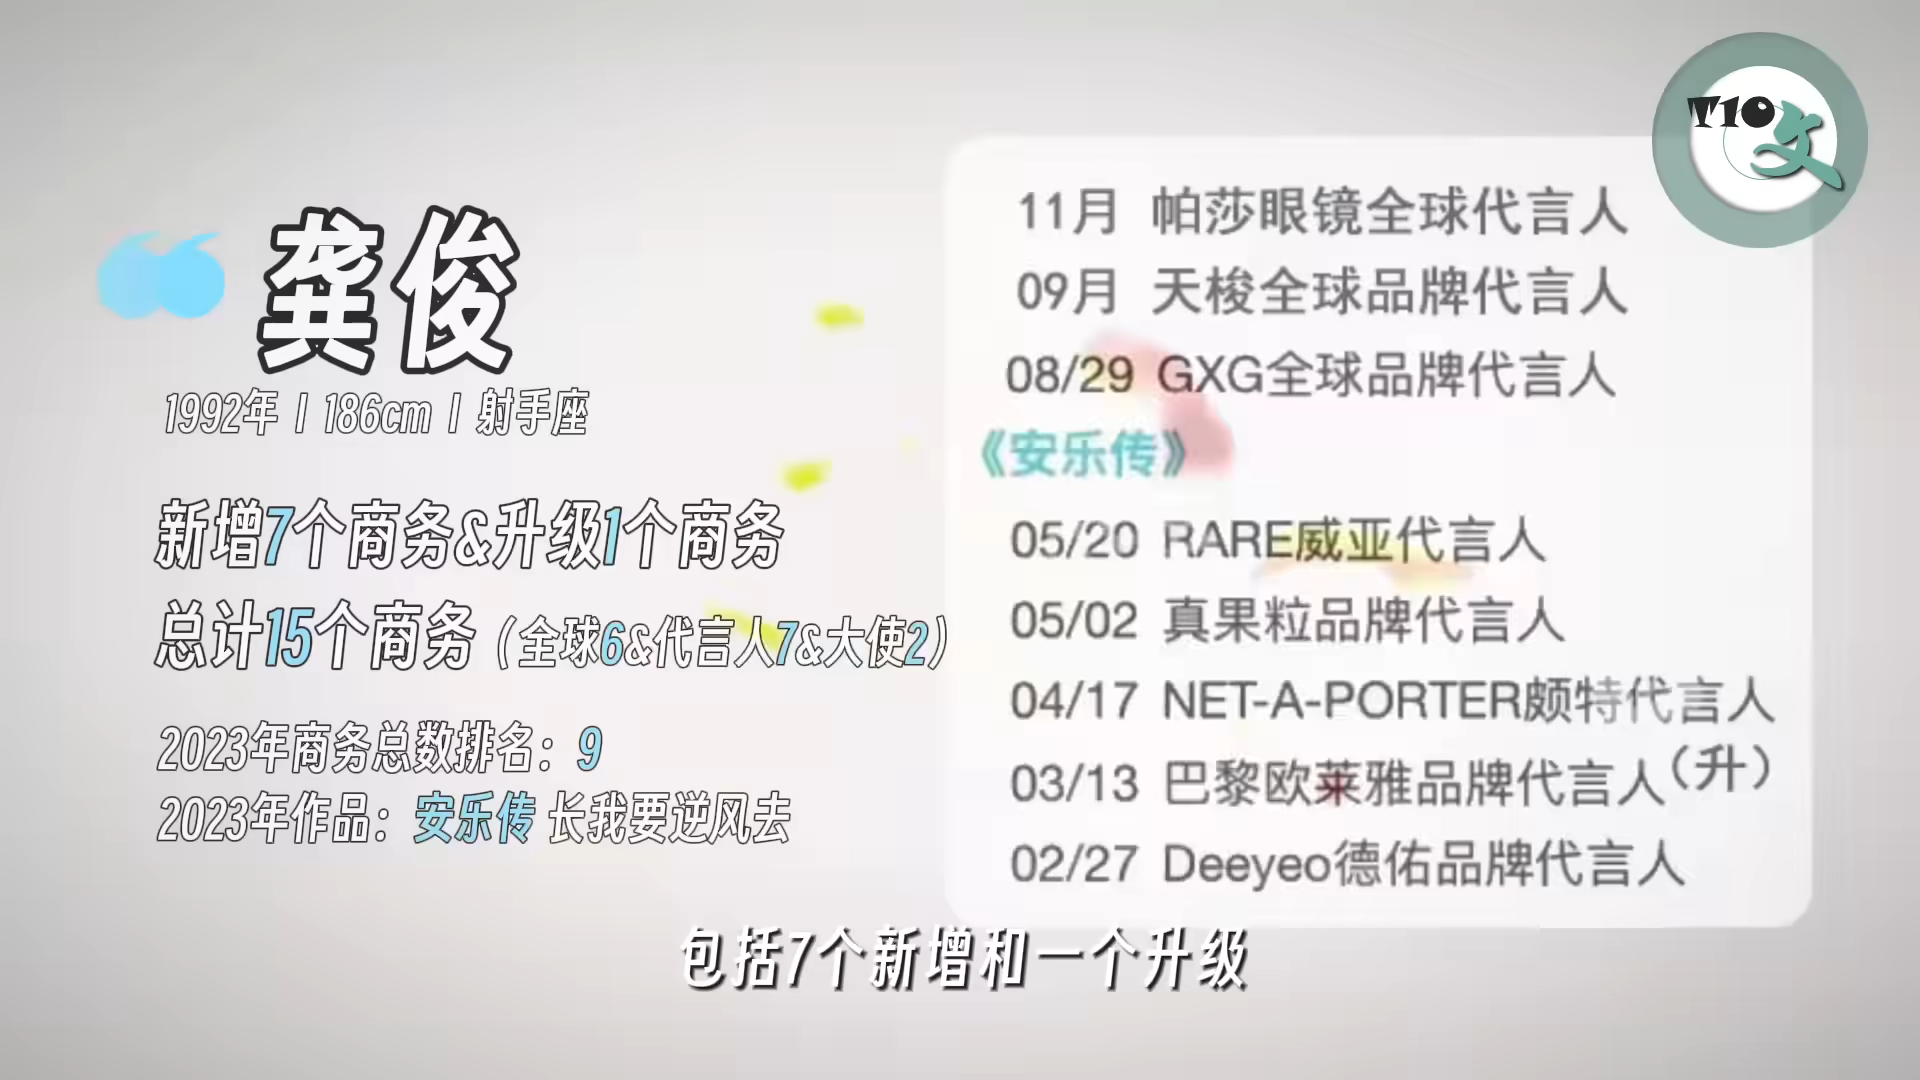 T10文
龚俊
1992年 | 186cm | 射手座
新增7个商务&升级1个商务
总计15个商务（全球6&代言人7&大使2）
2023年商务总数排名：9
2023年作品：安乐传 长我要逆风去
11月 帕莎眼镜全球代言人
09月 天梭全球品牌代言人
08/29 GXG全球品牌代言人
《安乐传》
05/20 RARE威亚代言人
05/02 真果粒品牌代言人
04/17 NET-A-PORTER颇特代言人
03/13 巴黎欧莱雅品牌代言人（升）
02/27 Deeyeo德佑品牌代言人
包括7个新增和一个升级